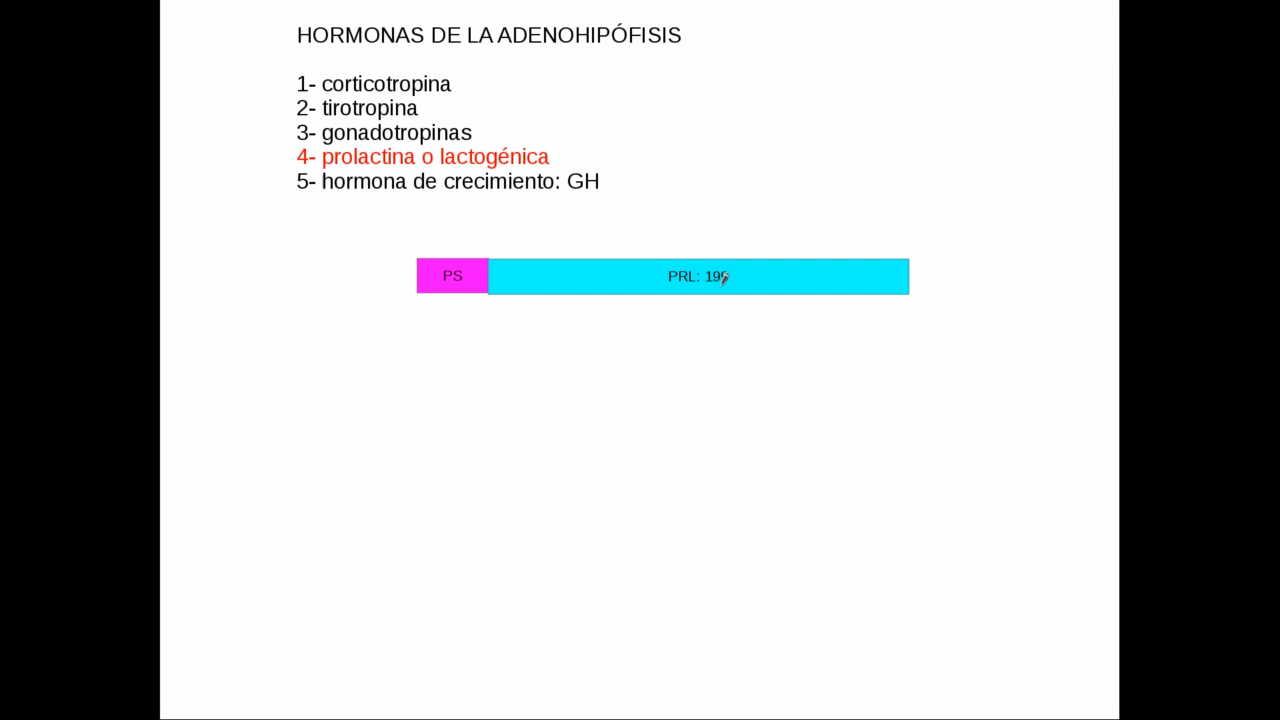 HORMONAS DE LA ADENOHIPÓFISIS
1- corticotropina
2- tirotropina
3- gonadotropinas
4- prolactina o lactogénica
5- hormona de crecimiento: GH
PS
PRL: